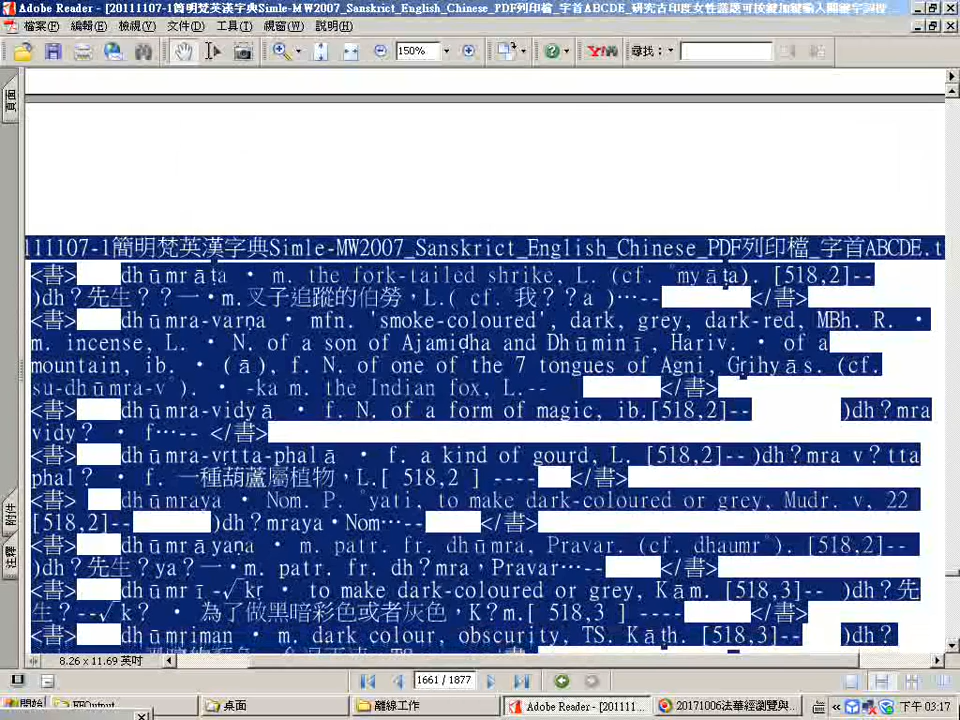 Adobe Reader - [20111107-1簡明梵英漢字典Simle-MW2007_Sanskrict_English_Chinese_PDF列印檔_字首ABCDE_研究古印度女性議題可按鍵加鍵輸入關鍵字詞搜
檔案(F) 編輯(E) 檢視(V) 文件(D) 工具(T) 視窗(W) 說明(H)
150% Y! 尋找：
頁面
111107-1簡明梵英漢字典Simle-MW2007_Sanskrict_English_Chinese_PDF列印檔_字首ABCDE.t
<書> dhūmrāṭa ‧ m. the fork-tailed shrike, L. (cf. °myāṭa). [518,2]--
)dh？先生？？一‧m.叉子追蹤的伯勞，L.( cf. 我？？a )…-- </書>
<書> dhūmra-varṇa ‧ mfn. 'smoke-coloured', dark, grey, dark-red, MBh. R. ‧
m. incense, L. ‧ N. of a son of Ajamiḍha and Dhūminī, Hariv. ‧ of a
mountain, ib. ‧ (ā), f. N. of one of the 7 tongues of Agni, Gṛihyās. (cf.
su-dhūmra-v°). ‧ -ka m. the Indian fox, L.-- </書>
<書> dhūmra-vidyā ‧ f. N. of a form of magic, ib.[518,2]-- )dh？mra
vidy？ ‧ f…-- </書>
<書> dhūmra-vṛtta-phalā ‧ f. a kind of gourd, L. [518,2]--)dh？mra v？tta
phal？ ‧ f. 一種葫蘆屬植物，L.[ 518,2 ] ---- </書>
<書> dhūmraya ‧ Nom. P. °yati, to make dark-coloured or grey, Mudr. v, 22
[518,2]-- )dh？mraya‧Nom…-- </書>
<書> dhūmrāyaṇa ‧ m. patr. fr. dhūmra, Pravar. (cf. dhaumr°). [518,2]--
)dh？先生？ya？一‧m. patr. fr. dh？mra，Pravar…-- </書>
<書> dhūmrī-√kṛ ‧ to make dark-coloured or grey, Kām. [518,3]-- )dh？先
生？--√k？ ‧ 為了做黑暗彩色或者灰色，K？m.[ 518,3 ] ---- </書>
<書> dhūmriman ‧ m. dark colour, obscurity, TS. Kāṭh. [518,3]-- )dh？
附件
注釋
8.26 x 11.69 英吋
1661 / 1877
開始 FFOutput 桌面 離線工作 Adobe Reader - [201111... 20171006法華經瀏覽與... 下午 03:17